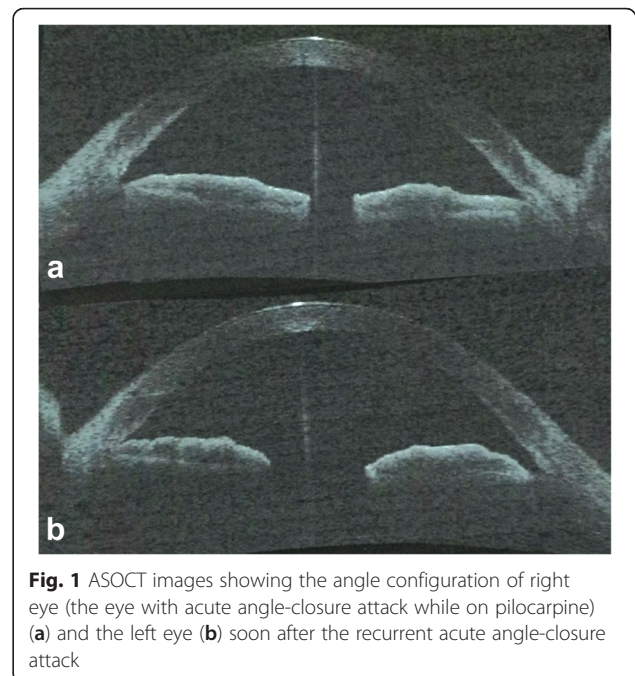 a
b
Fig. 1 ASOCT images showing the angle configuration of right
eye (the eye with acute angle-closure attack while on pilocarpine)
(a) and the left eye (b) soon after the recurrent acute angle-closure
attack